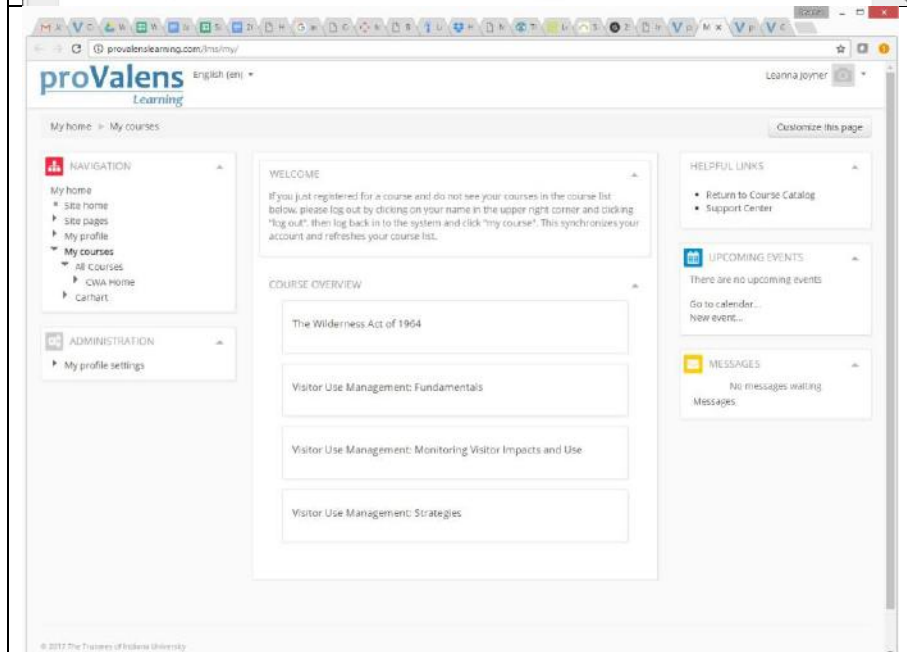 provalenslearning.com/lms/my/
proValens
Learning
English (en)
Leanna Joyner
My home My courses
Customize this page
NAVIGATION
My home
Site home
Site pages
My profile
My courses
All Courses
CWA Home
Carhart
ADMINISTRATION
My profile settings
WELCOME
If you just registered for a course and do not see your courses in the course list
below, please log out by clicking on your name in the upper right corner and clicking
"log out", then log back in to the system and click "my course". This synchronizes your
account and refreshes your course list.
COURSE OVERVIEW
The Wilderness Act of 1964
Visitor Use Management: Fundamentals
Visitor Use Management: Monitoring Visitor Impacts and Use
Visitor Use Management: Strategies
HELPFUL LINKS
Return to Course Catalog
Support Center
UPCOMING EVENTS
There are no upcoming events
Go to calendar...
New event...
MESSAGES
No messages waiting
Messages
© 2017 The Trustees of Indiana University